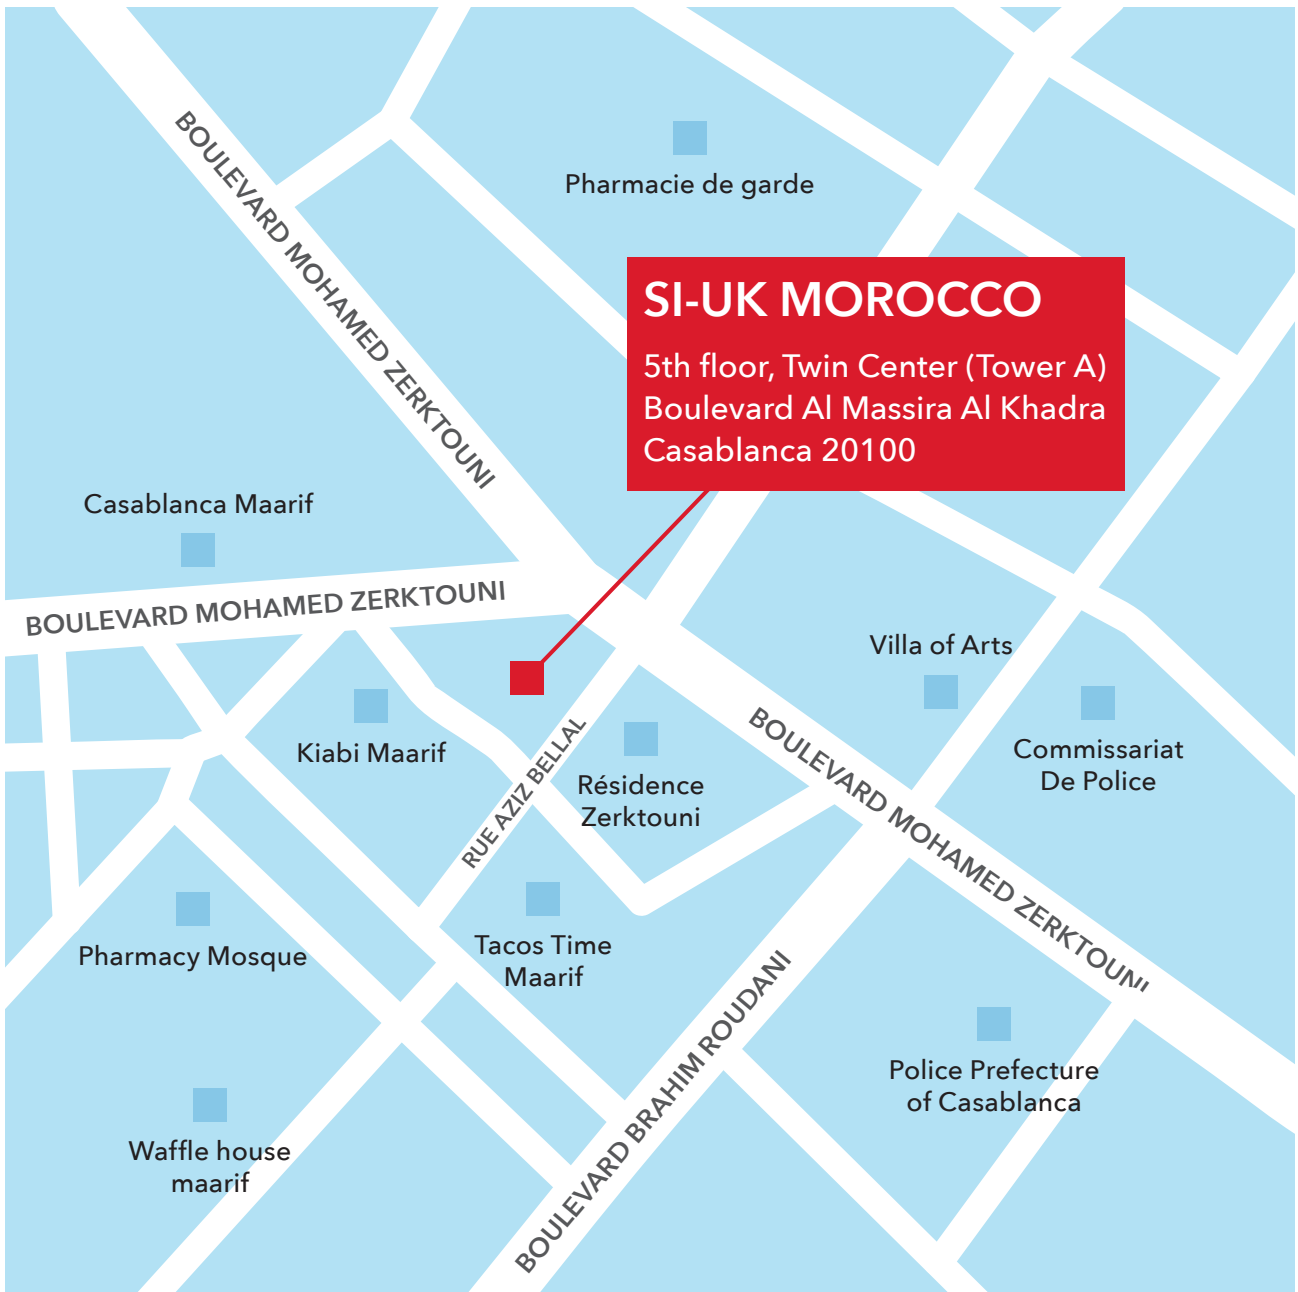 BOULEVARD MOHAMED ZERKTOUNI
Pharmacie de garde
SI-UK MOROCCO
5th floor, Twin Center (Tower A)
Boulevard Al Massira Al Khadra
Casablanca 20100
Casablanca Maarif
BOULEVARD MOHAMED ZERKTOUNI
Villa of Arts
Kiabi Maarif
RUE AZIZ BELLAL
Résidence
Zerktouni
BOULEVARD MOHAMED ZERKTOUNI
Commissariat
De Police
Pharmacy Mosque
Tacos Time
Maarif
BOULEVARD BRAHIM ROUDANI
Police Prefecture
of Casablanca
Waffle house
maarif